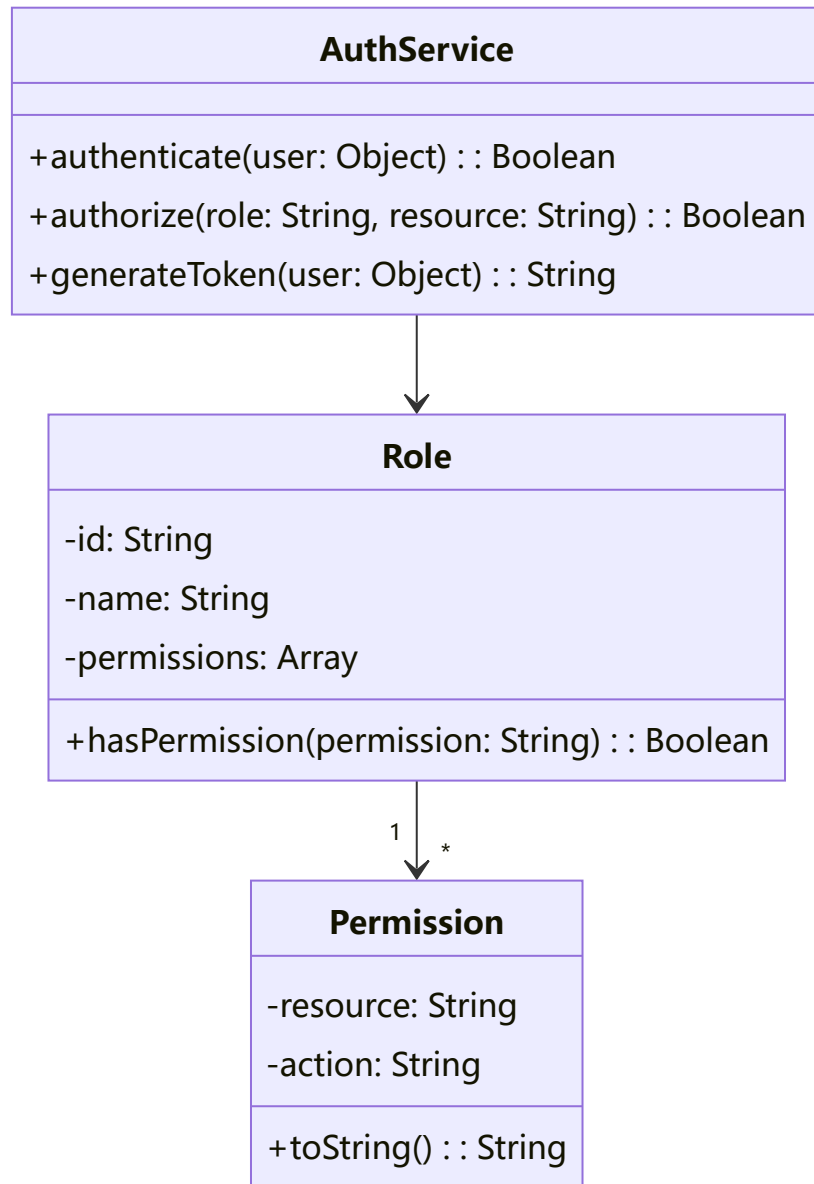 AuthService
+authenticate(user: Object) : : Boolean
+authorize(role: String, resource: String) : : Boolean
+generateToken(user: Object) : : String
Role
-id: String
-name: String
-permissions: Array
+hasPermission(permission: String) : : Boolean
1
*
Permission
-resource: String
-action: String
+toString() : : String